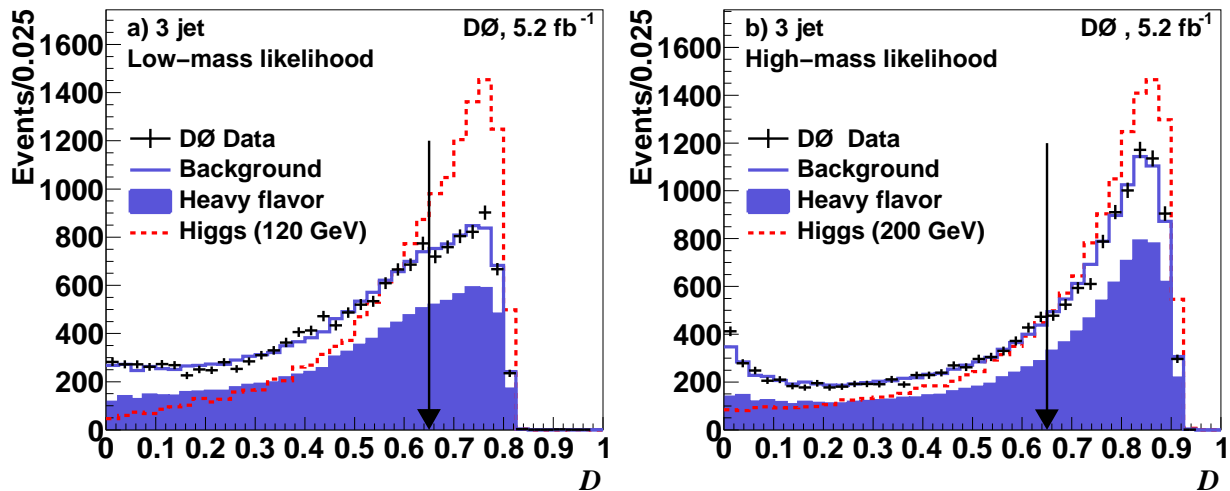 a) 3 jet
DØ, 5.2 fb⁻¹
Low-mass likelihood
DØ Data
Background
Heavy flavor
Higgs (120 GeV)
Events/0.025
1600
1400
1200
1000
800
600
400
200
0
0 0.1 0.2 0.3 0.4 0.5 0.6 0.7 0.8 0.9 1
D
b) 3 jet
DØ , 5.2 fb⁻¹
High-mass likelihood
DØ Data
Background
Heavy flavor
Higgs (200 GeV)
Events/0.025
1600
1400
1200
1000
800
600
400
200
0
0 0.1 0.2 0.3 0.4 0.5 0.6 0.7 0.8 0.9 1
D